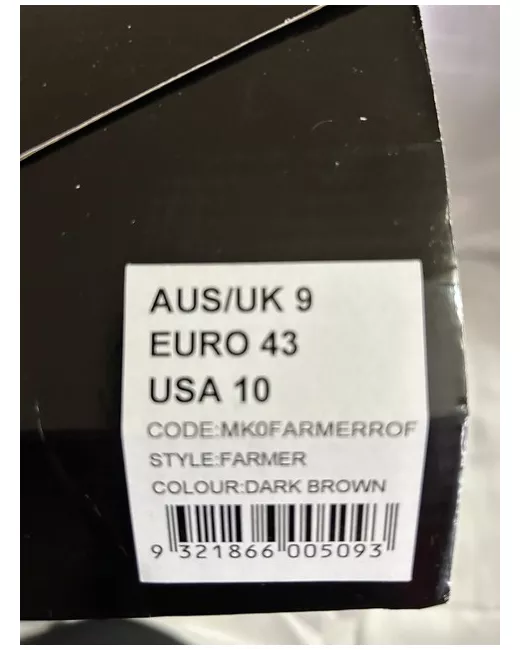 AUS/UK 9
EURO 43
USA 10
CODE:MK0FARMERROF
STYLE:FARMER
COLOUR:DARK BROWN
9 321866 005093